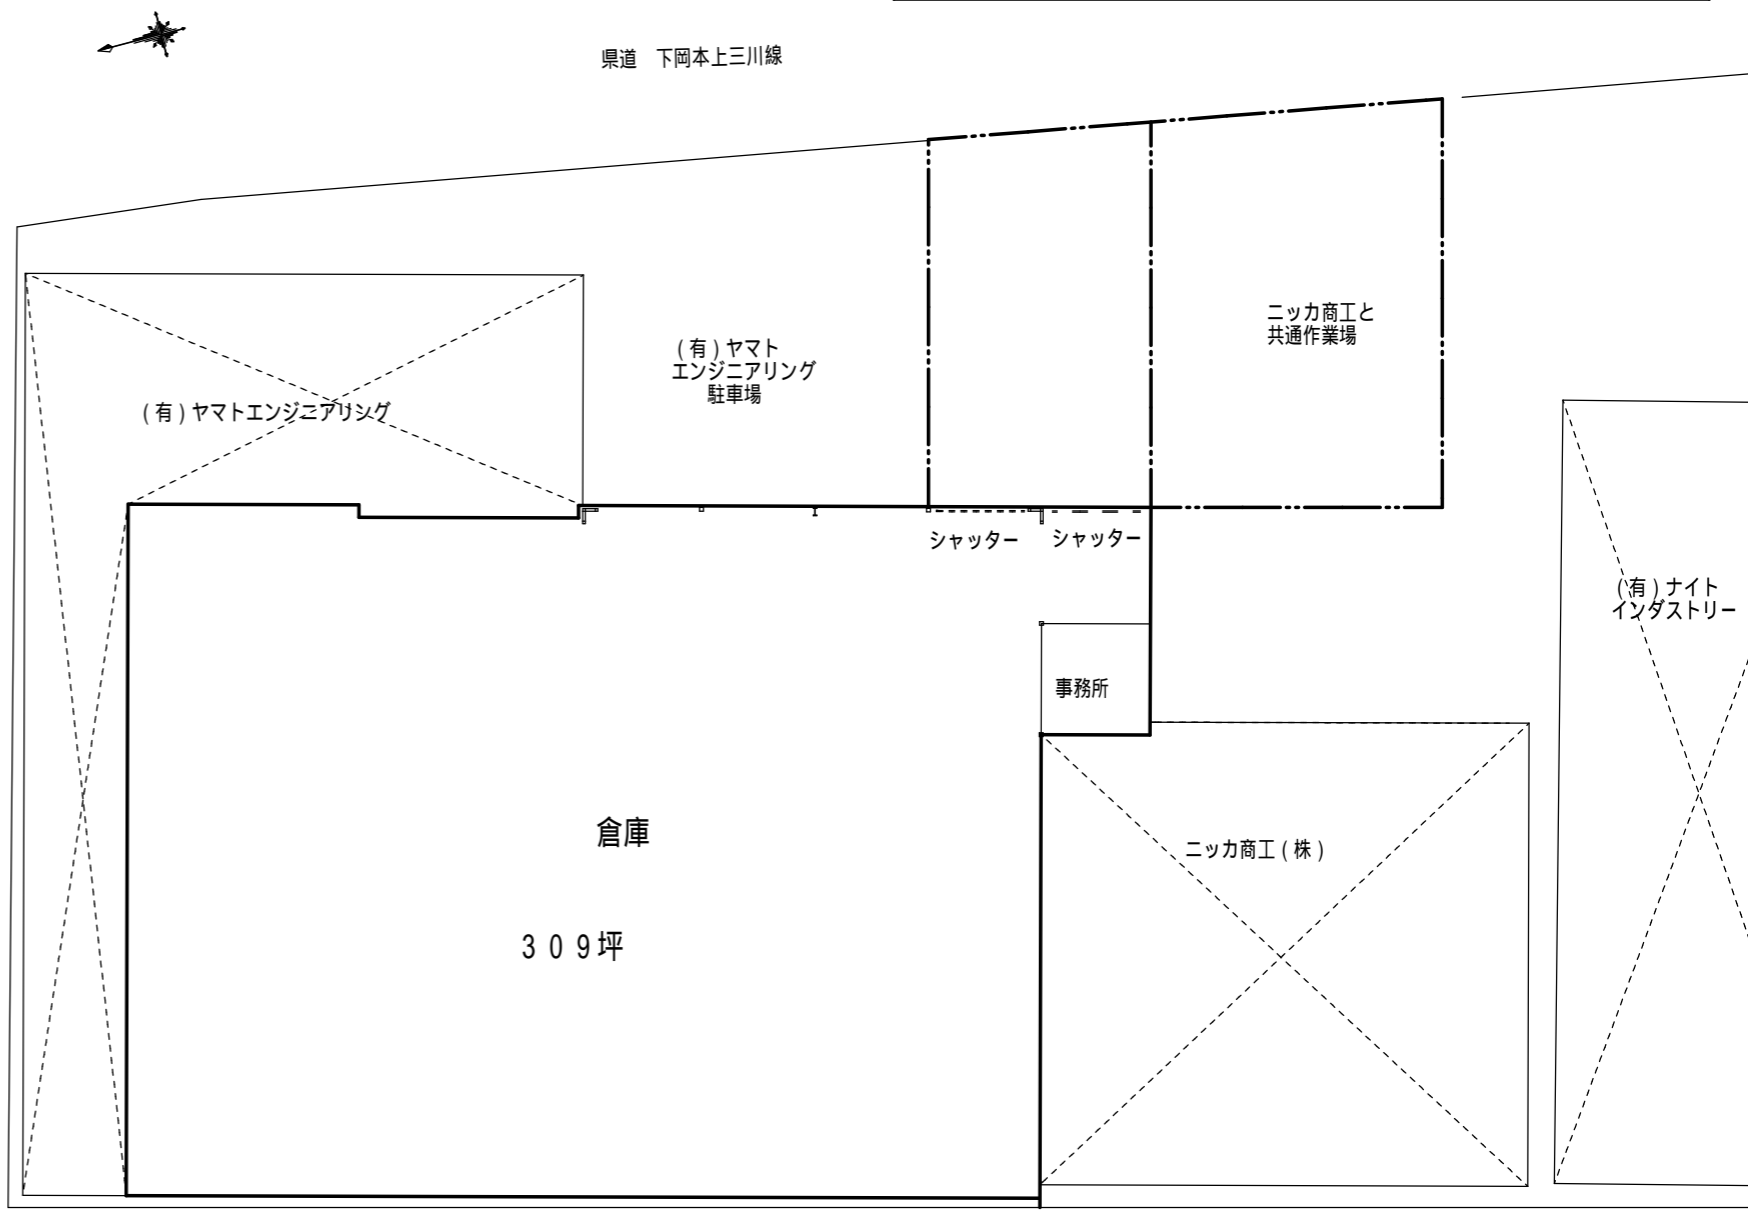 県道　下岡本上三川線
ニッカ商工と
共通作業場
(有)ヤマト
エンジニアリング
駐車場
(有)ヤマトエンジニアリング
シャッター
シャッター
(有)ナイト
インダストリー
事務所
倉庫
ニッカ商工(株)
３０９坪